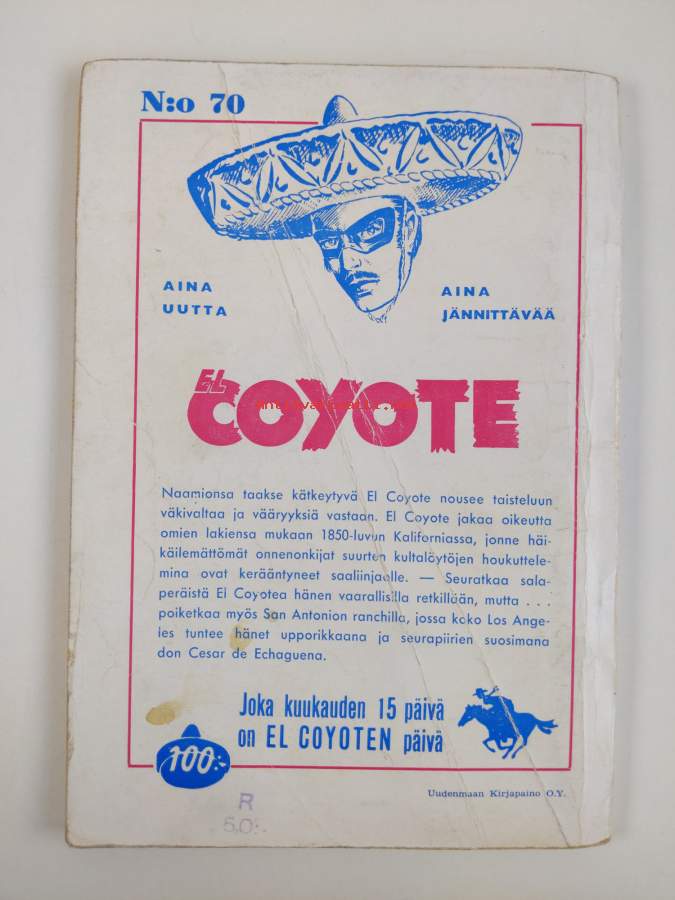 N:o 70
AINA
UUTTA
AINA
JÄNNITTÄVÄÄ
EL
COYOTE
Naamionsa taakse kätkeytyvä El Coyote nousee taisteluun
väkivaltaa ja vääryyksiä vastaan. El Coyote jakaa oikeutta
omien lakiensa mukaan 1850-luvun Kaliforniassa, jonne häi-
käilemättömät onnenonkijat suurten kultalöytöjen houkuttele-
mina ovat kerääntyneet saaliinjaolle. — Seuratkaa sala-
peräistä El Coyotea hänen vaarallisilla retkillään, mutta . . .
poiketkaa myös San Antonion ranchilla, jossa koko Los Ange-
les tuntee hänet upporikkaana ja seurapiirien suosimana
don Cesar de Echaguena.
Joka kuukauden 15 päivä
on EL COYOTEN päivä
100:-
Uudenmaan Kirjapaino O.Y.
R